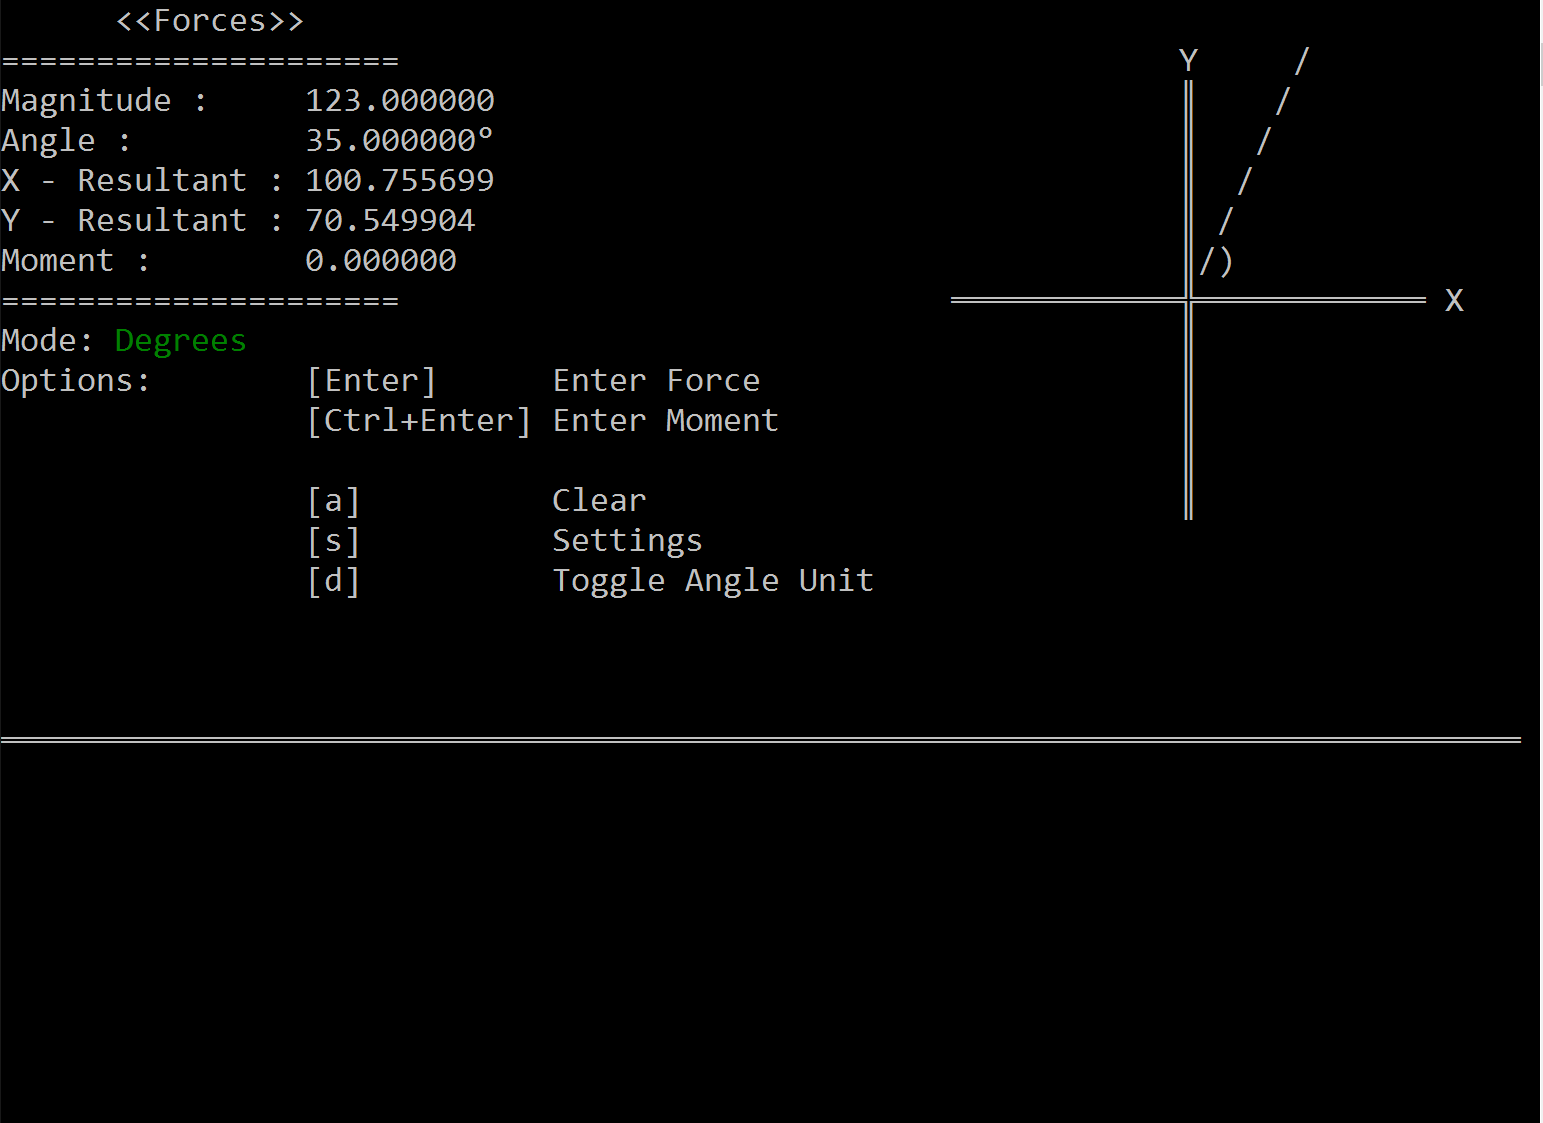 <<Forces>>
=====================
Magnitude :     123.000000
Angle :         35.000000°
X - Resultant : 100.755699
Y - Resultant : 70.549904
Moment :        0.000000
=====================
Mode: Degrees
Options:        [Enter]      Enter Force
                [Ctrl+Enter] Enter Moment
                [a]          Clear
                [s]          Settings
                [d]          Toggle Angle Unit
Y
X